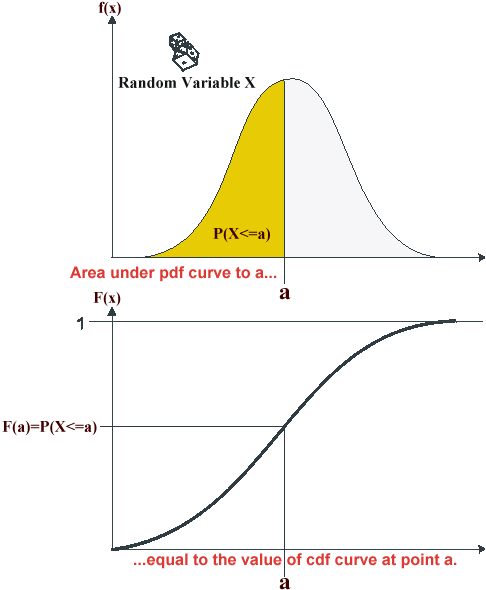 f(x)
Random Variable X
P(X<=a)
Area under pdf curve to a...
a
F(x)
1
F(a)=P(X<=a)
...equal to the value of cdf curve at point a.
a